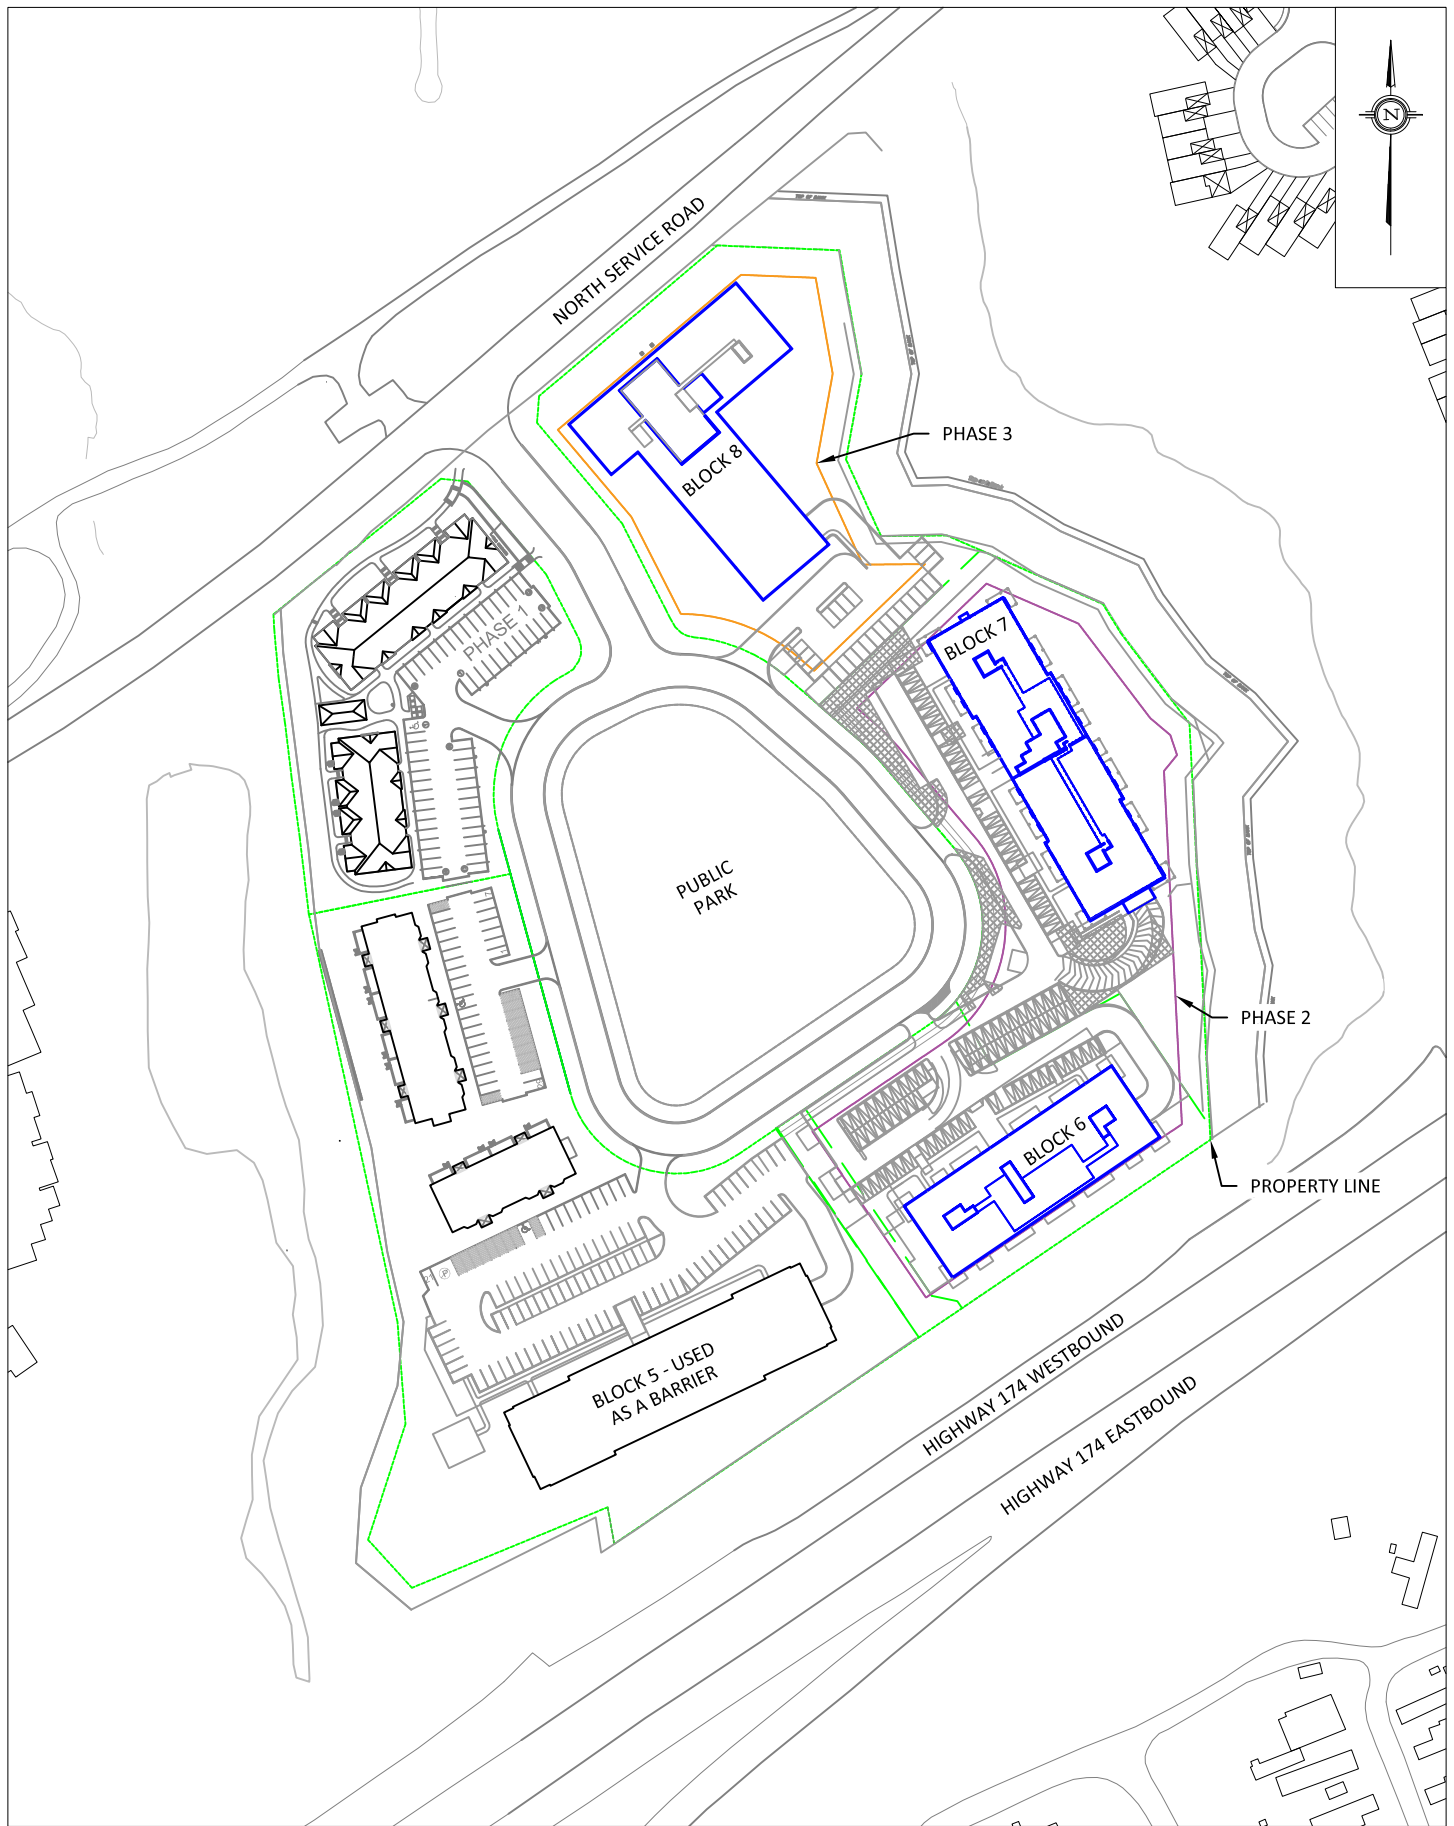 N
NORTH SERVICE ROAD
PHASE 3
BLOCK 8
PHASE 1
BLOCK 7
PUBLIC
PARK
PHASE 2
BLOCK 6
PROPERTY LINE
BLOCK 5 - USED
AS A BARRIER
HIGHWAY 174 WESTBOUND
HIGHWAY 174 EASTBOUND